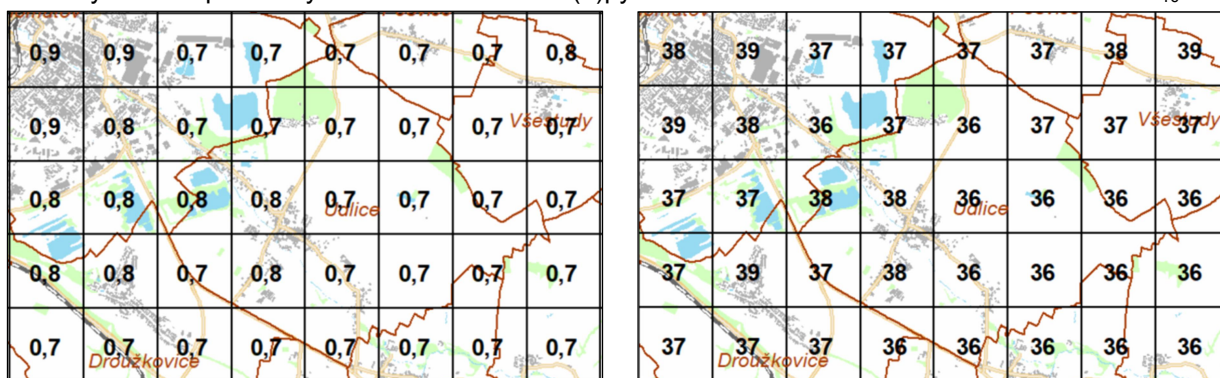 (a)py
10
0,9 0,9 0,7 0,7 0,7 0,7 0,7 0,8
0,9 0,8 0,7 0,7 0,7 0,7 0,7 0,7
Všestudy
0,8 0,8 0,8 0,8 0,7 0,7 0,7 0,7
Údlice
0,8 0,8 0,7 0,8 0,7 0,7 0,7 0,7
0,7 0,7 0,7 0,7 0,7 0,7 0,7 0,7
Droužkovice
38 39 37 37 37 37 38 39
39 38 36 37 36 37 37 37
Všestudy
37 37 38 38 36 36 36 36
Údlice
37 39 37 38 36 36 36 36
37 37 37 36 36 36 36 36
Droužkovice